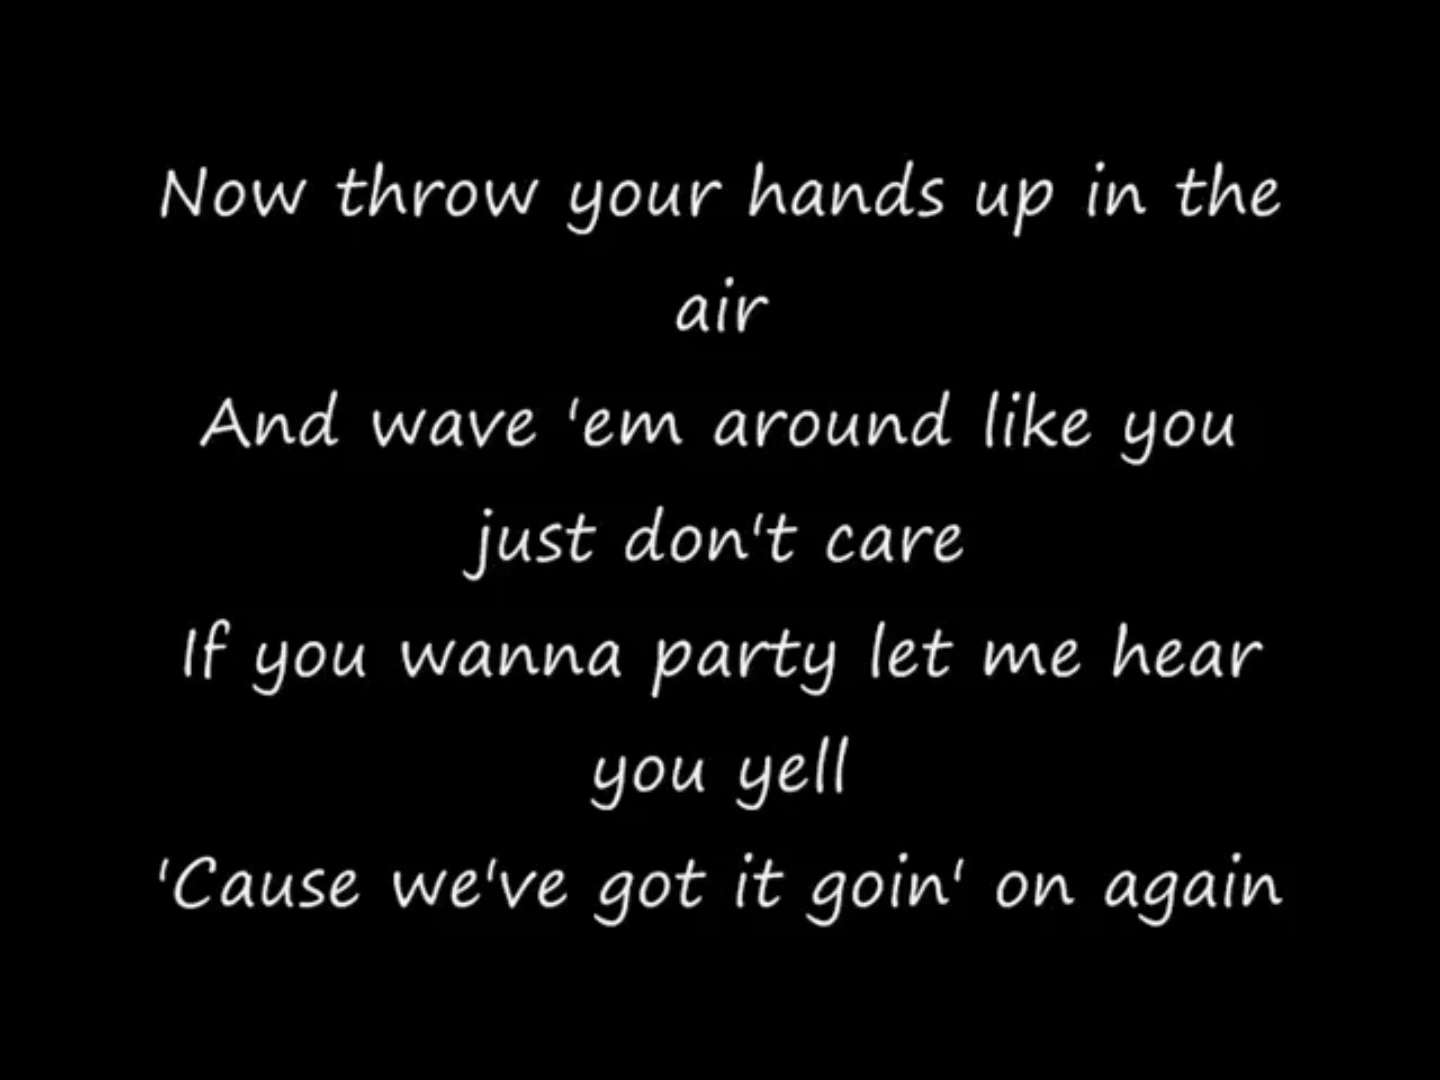 Now throw your hands up in the
air
And wave 'em around like you
just don't care
If you wanna party let me hear
you yell
'Cause we've got it goin' on again